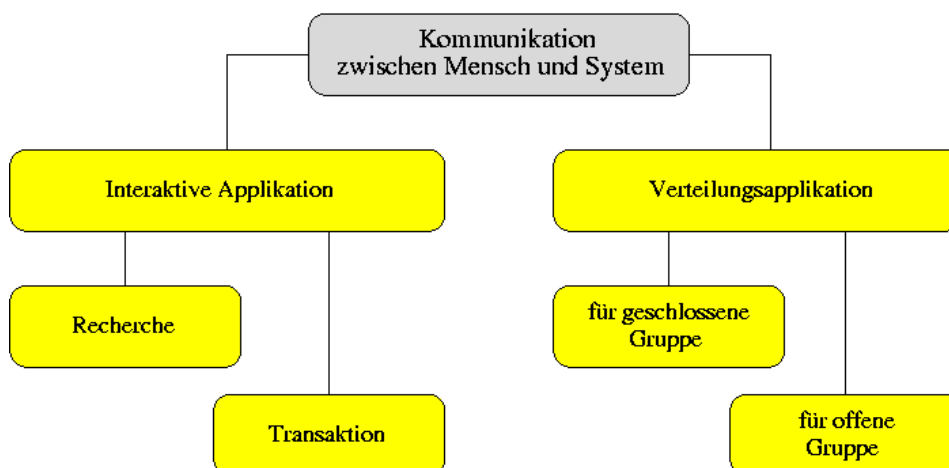 Kommunikation
zwischen Mensch und System
Interaktive Applikation
Verteilungsapplikation
Recherche
für geschlossene
Gruppe
Transaktion
für offene
Gruppe